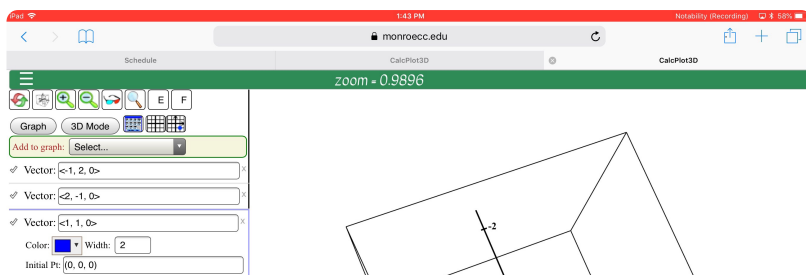 iPad 1:43 PM Notability (Recording) 58%
monroecc.edu
Schedule CalcPlot3D CalcPlot3D
zoom = 0.9896
E F
Graph 3D Mode
Add to graph: Select...
Vector: <-1, 2, 0> x
Vector: <2, -1, 0> x
Vector: <1, 1, 0> x
Color: Width: 2
Initial Pt: (0, 0, 0)
-2